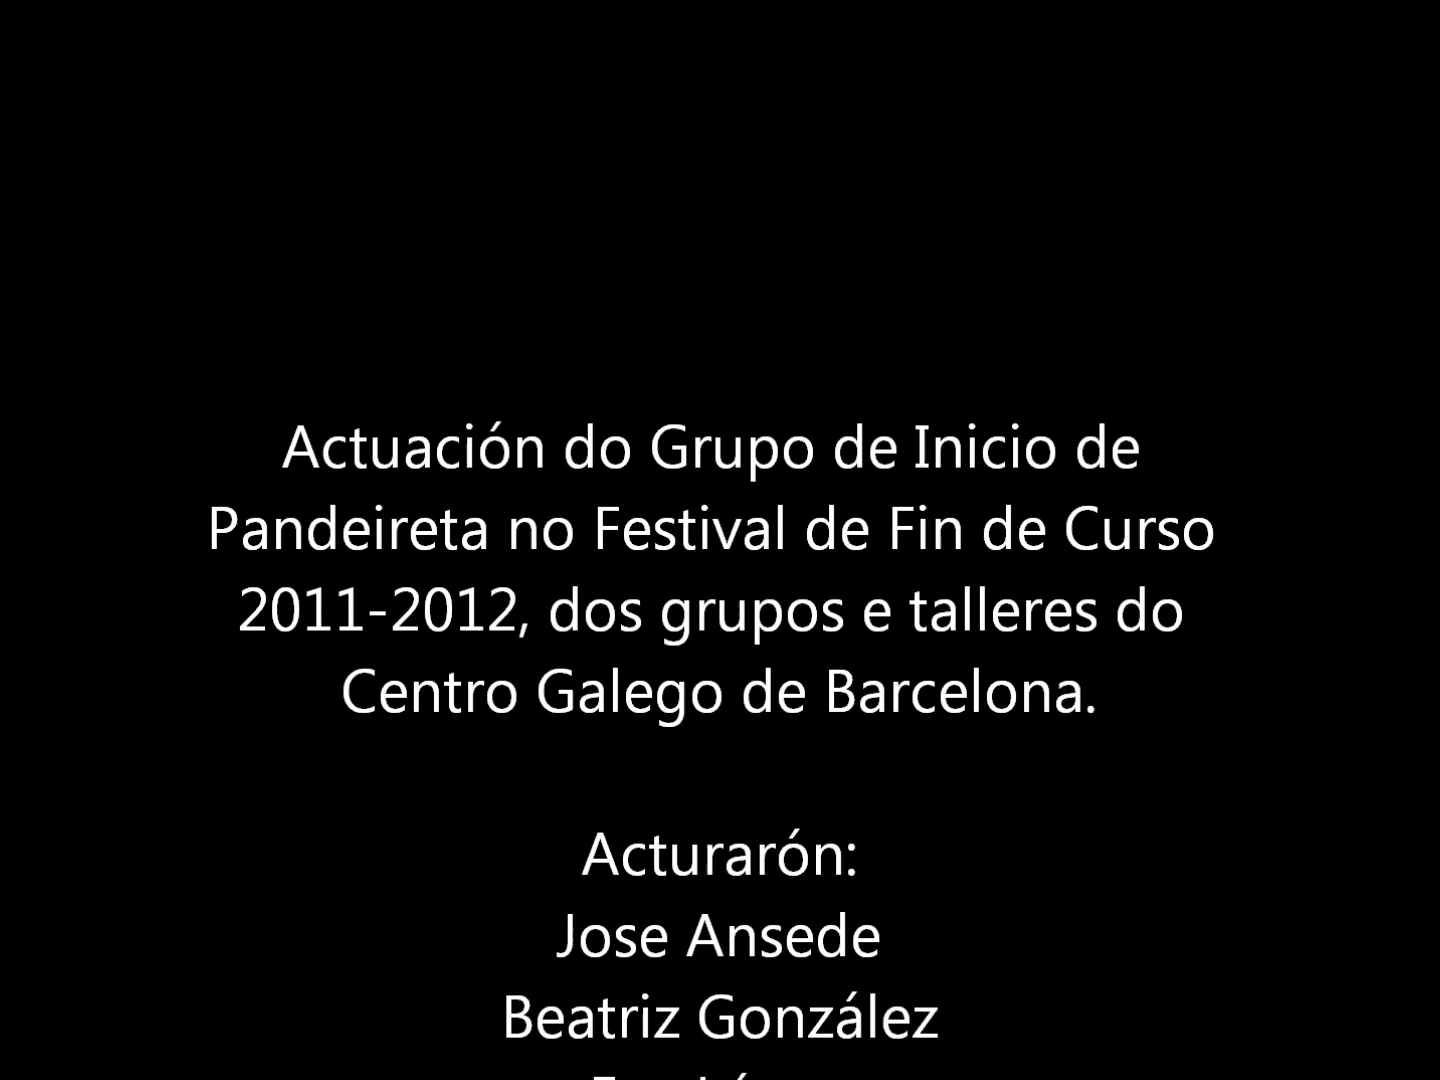 Actuación do Grupo de Inicio de
Pandeireta no Festival de Fin de Curso
2011-2012, dos grupos e talleres do
Centro Galego de Barcelona.
Acturarón:
Jose Ansede
Beatriz González